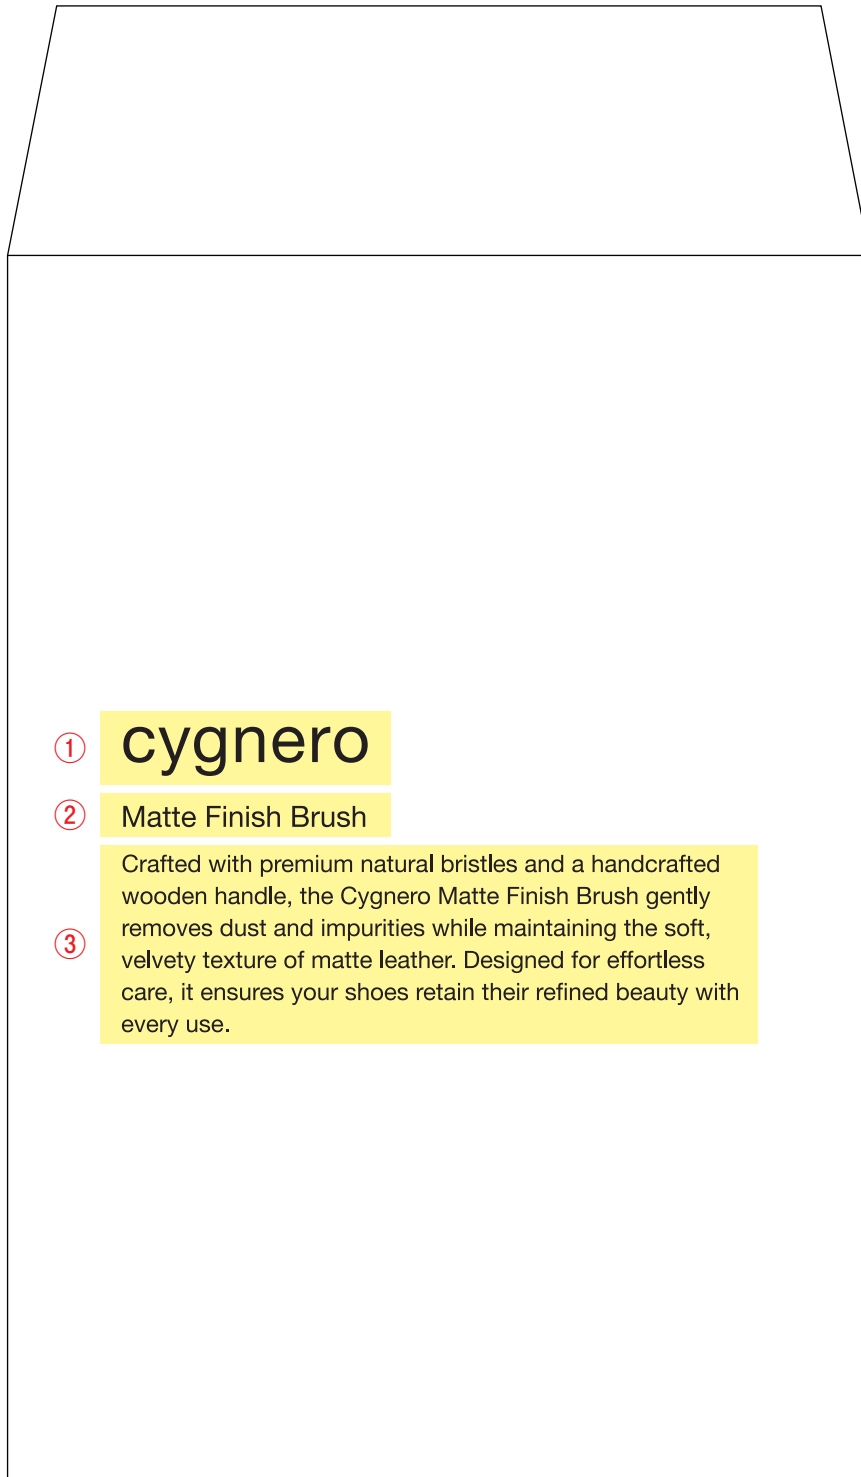 ① cygnero
② Matte Finish Brush
Crafted with premium natural bristles and a handcrafted
wooden handle, the Cygnero Matte Finish Brush gently
removes dust and impurities while maintaining the soft,
③ velvety texture of matte leather. Designed for effortless
care, it ensures your shoes retain their refined beauty with
every use.